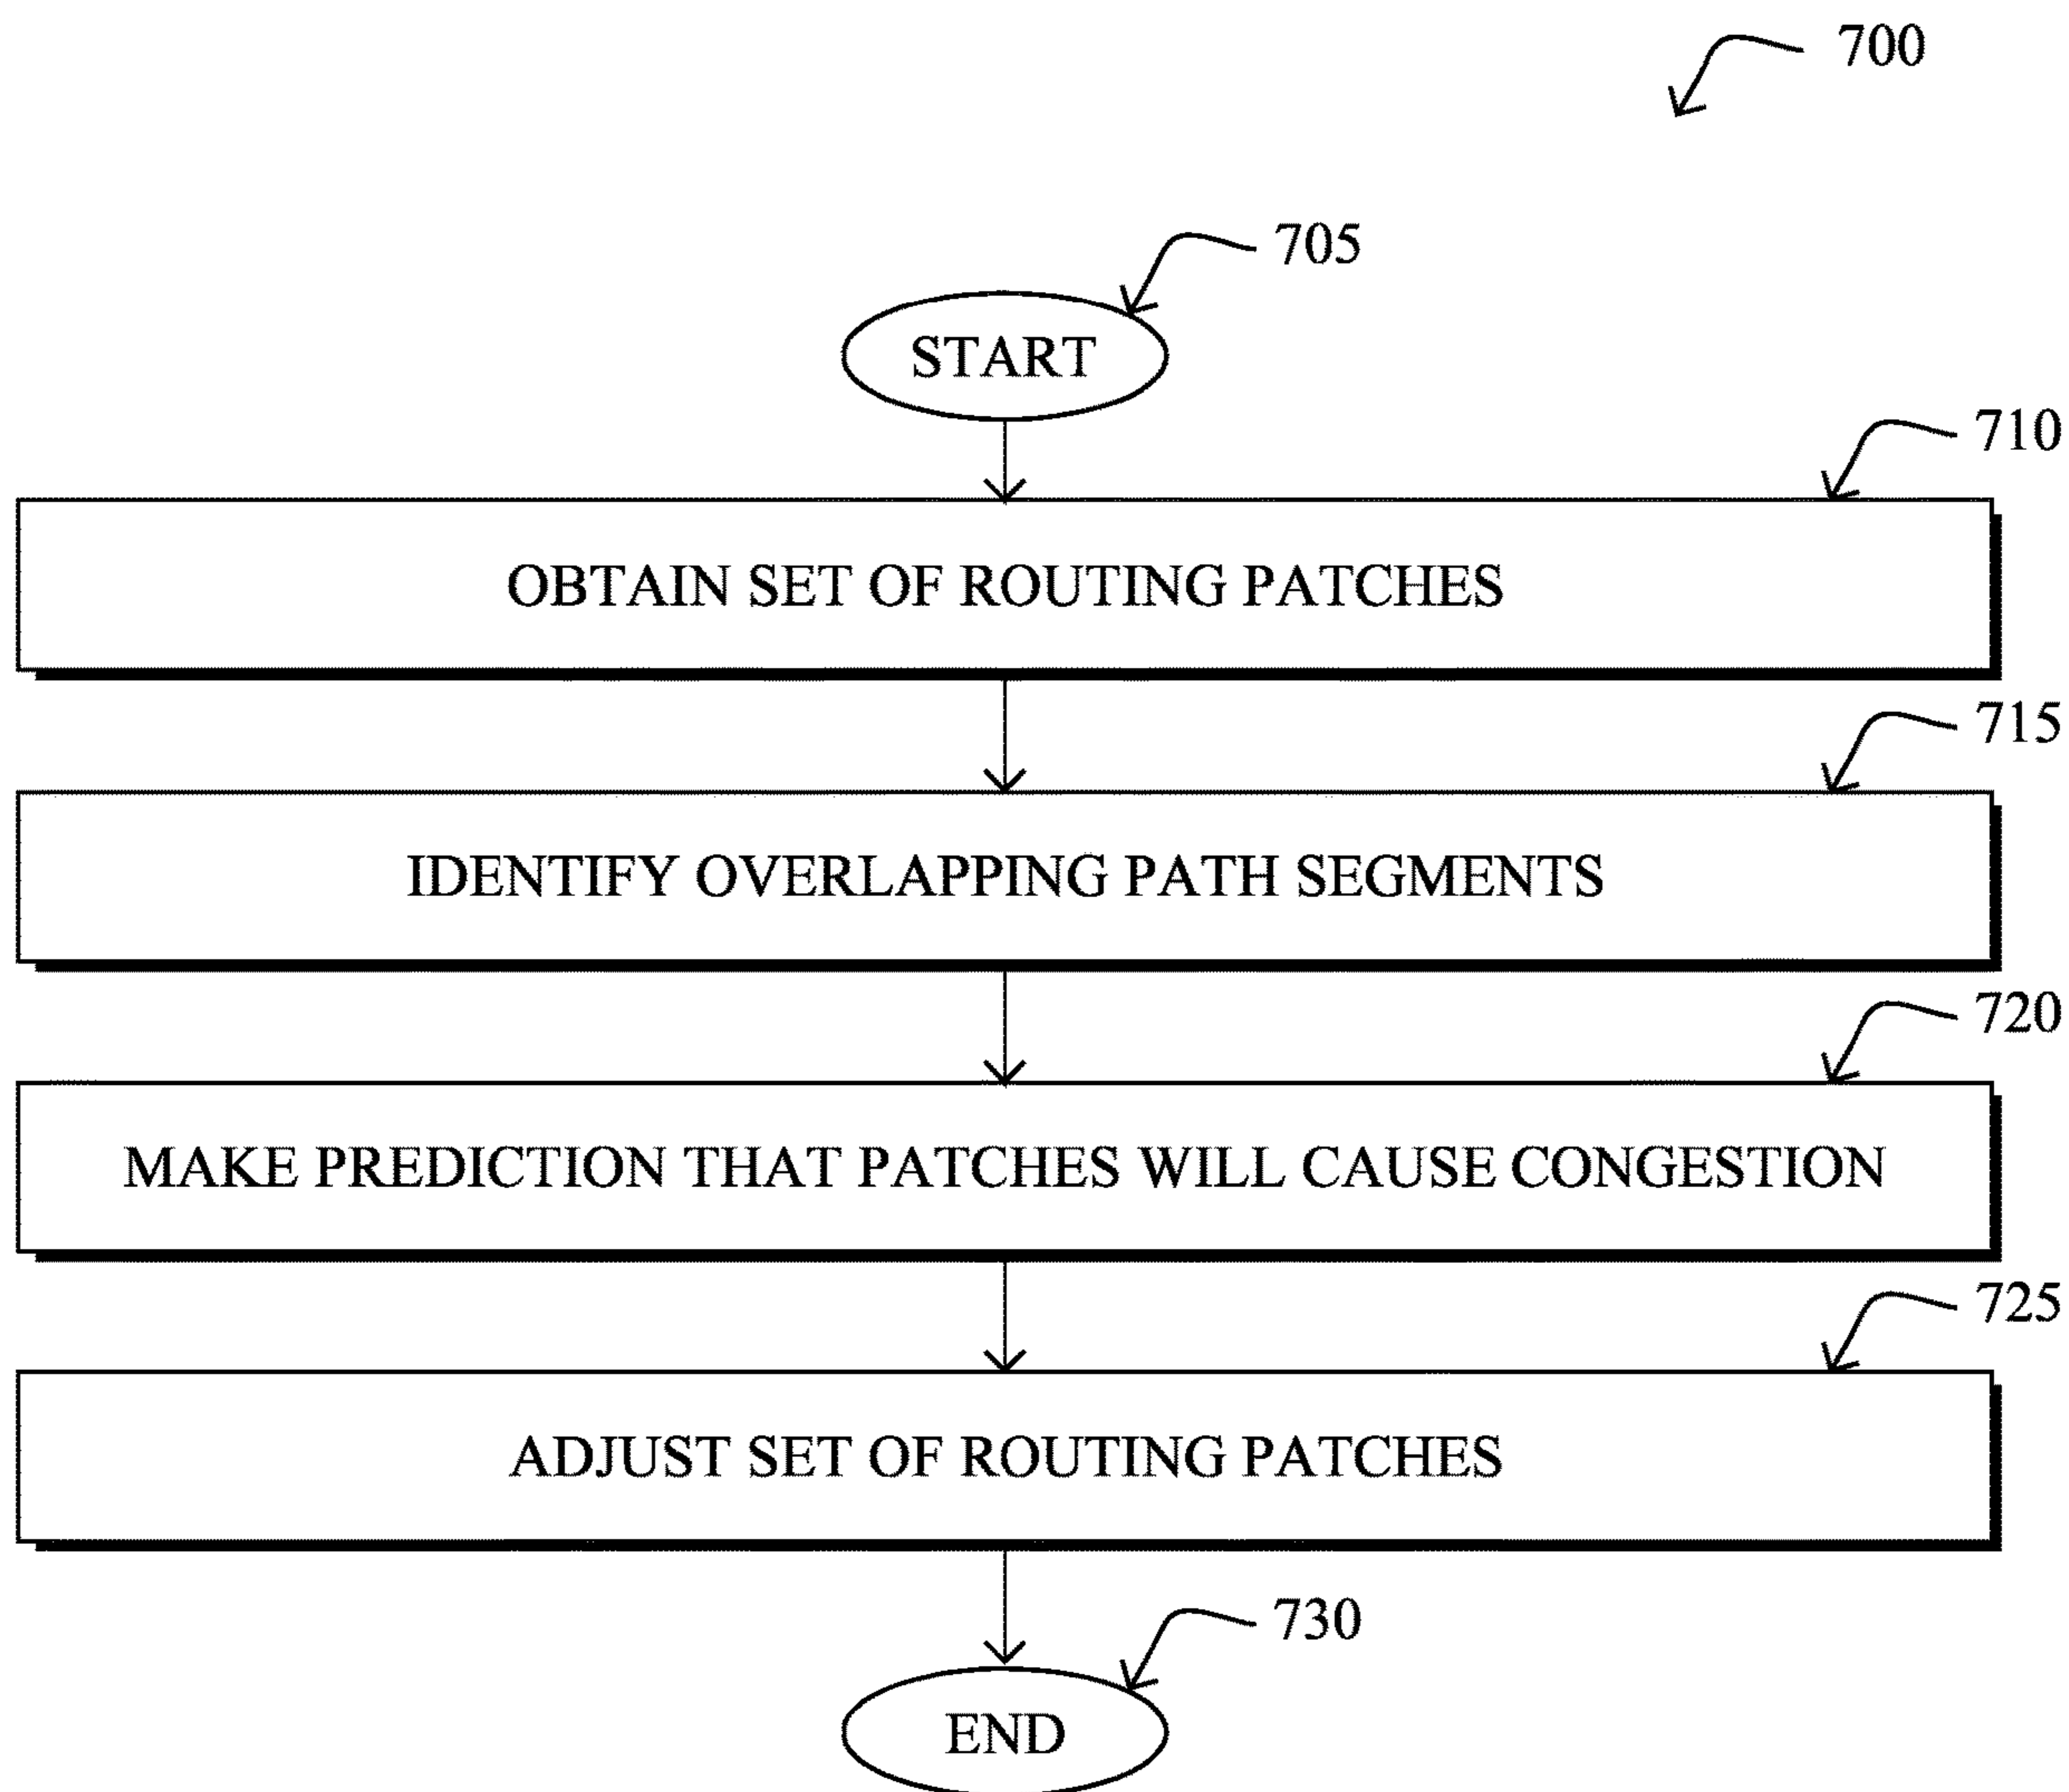 700
705
START
710
OBTAIN SET OF ROUTING PATCHES
715
IDENTIFY OVERLAPPING PATH SEGMENTS
720
MAKE PREDICTION THAT PATCHES WILL CAUSE CONGESTION
725
ADJUST SET OF ROUTING PATCHES
730
END